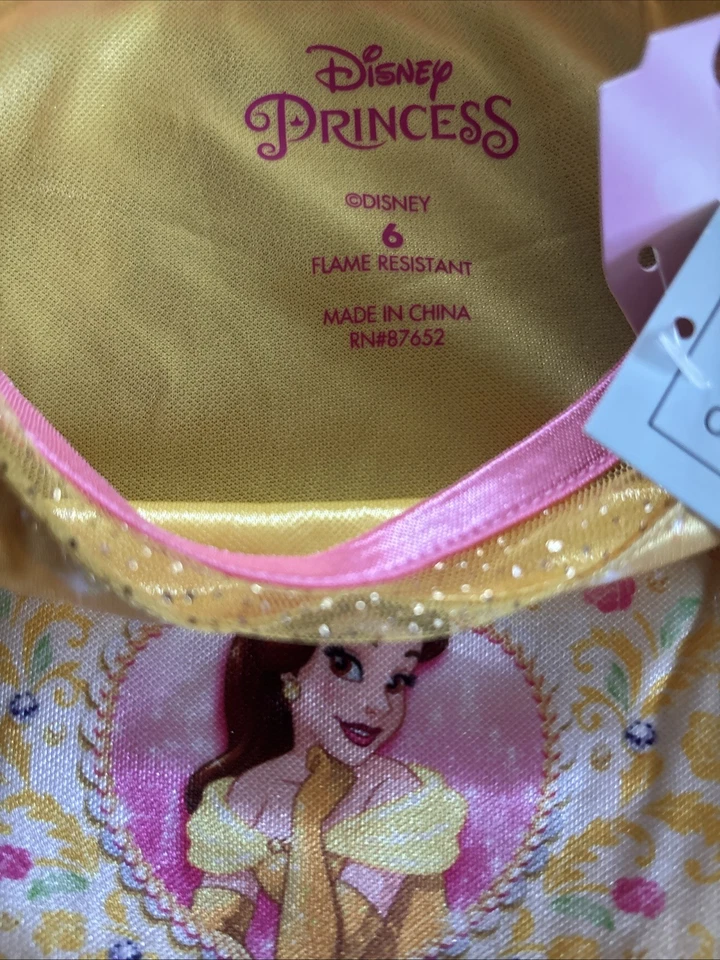 Disney
PRINCESS
©DISNEY
6
FLAME RESISTANT
MADE IN CHINA
RN#87652